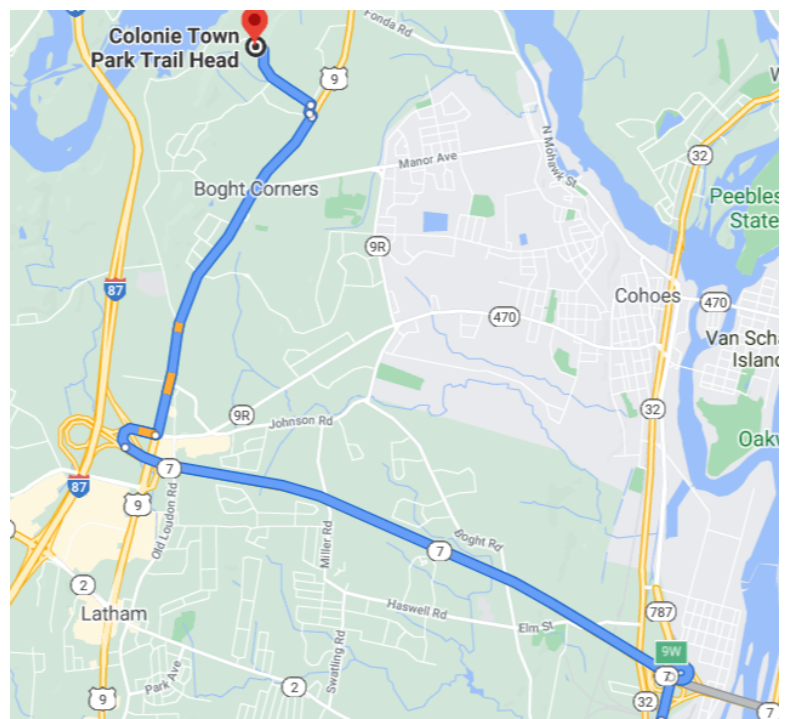 Fonda Rd
Colonie Town
Park Trail Head
9
N Mohawk St
32
Manor Ave
Boght Corners
Peebles
State
9R
87
Cohoes
470
470
Van Scha
Island
32
9R
Johnson Rd
Oakw
7
87
9
Old Loudon Rd
Miller Rd
Boght Rd
7
2
Haswell Rd
787
Latham
Elm St
Swatling Rd
9W
7
Park Ave
2
9
32
7